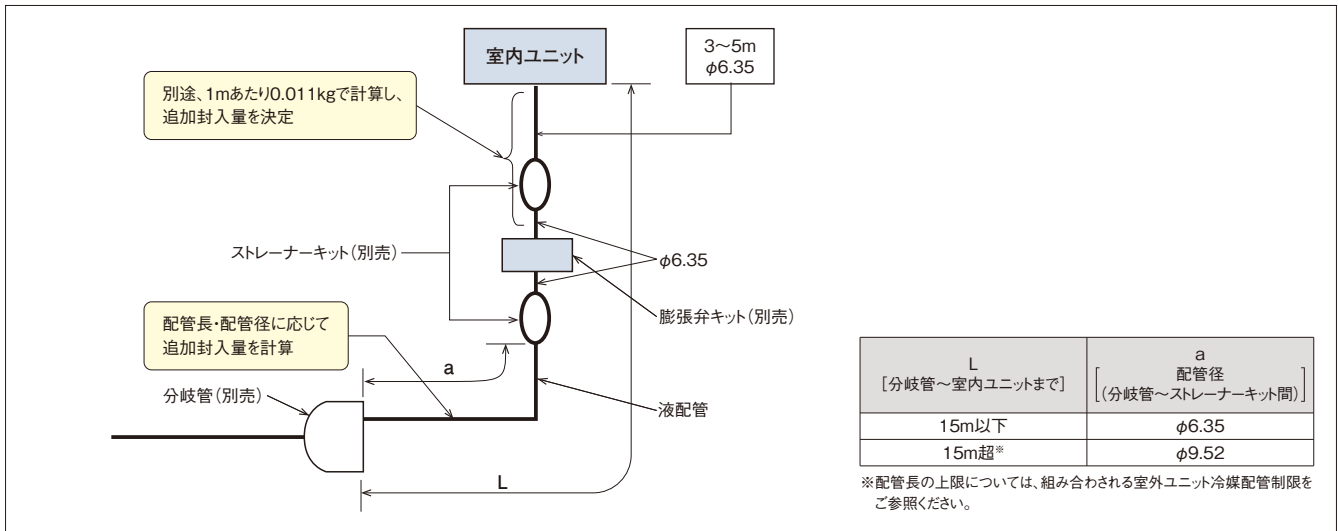 室内ユニット
3～5m
φ6.35
別途、1mあたり0.011kgで計算し、
追加封入量を決定
ストレーナーキット（別売）
φ6.35
膨張弁キット（別売）
配管長・配管径に応じて
追加封入量を計算
a
分岐管（別売）
液配管
L
L
[分岐管～室内ユニットまで]
a
配管径
[(分岐管～ストレーナーキット間)]
15m以下
φ6.35
15m超※
φ9.52
※配管長の上限については、組み合わされる室外ユニット冷媒配管制限を
ご参照ください。